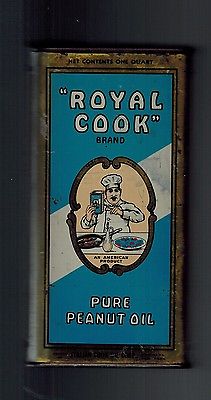 NET CONTENTS ONE QUART
"ROYAL
COOK"
BRAND
AN AMERICAN
PRODUCT
PURE
PEANUT OIL